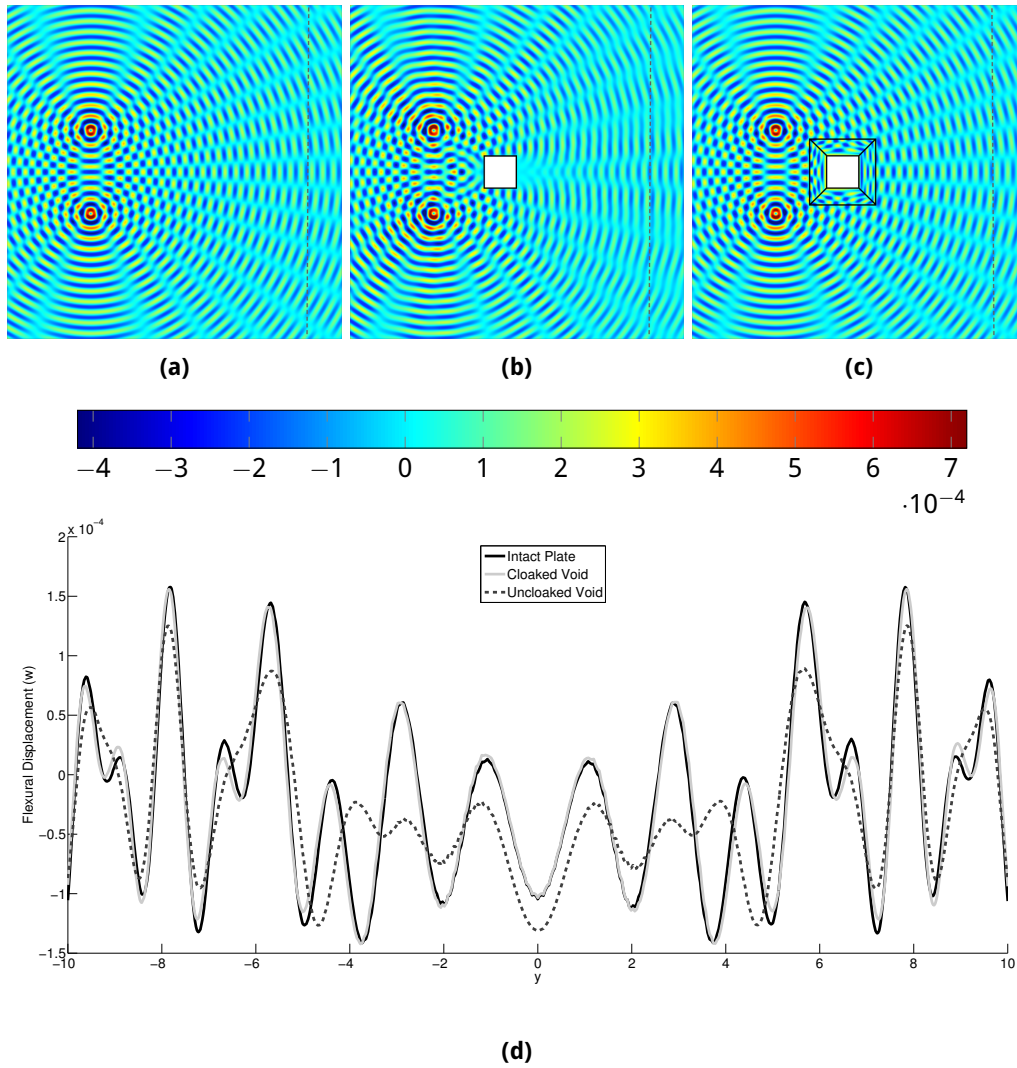 (a) (b) (c)
−4 −3 −2 −1 0 1 2 3 4 5 6 7
·10−4
2 x 10−4
Intact Plate
Cloaked Void
Uncloaked Void
1.5
1
0.5
0
−0.5
−1
−1.5
Flexural Displacement (w)
−10 −8 −6 −4 −2 0 2 4 6 8 10
y
(d)